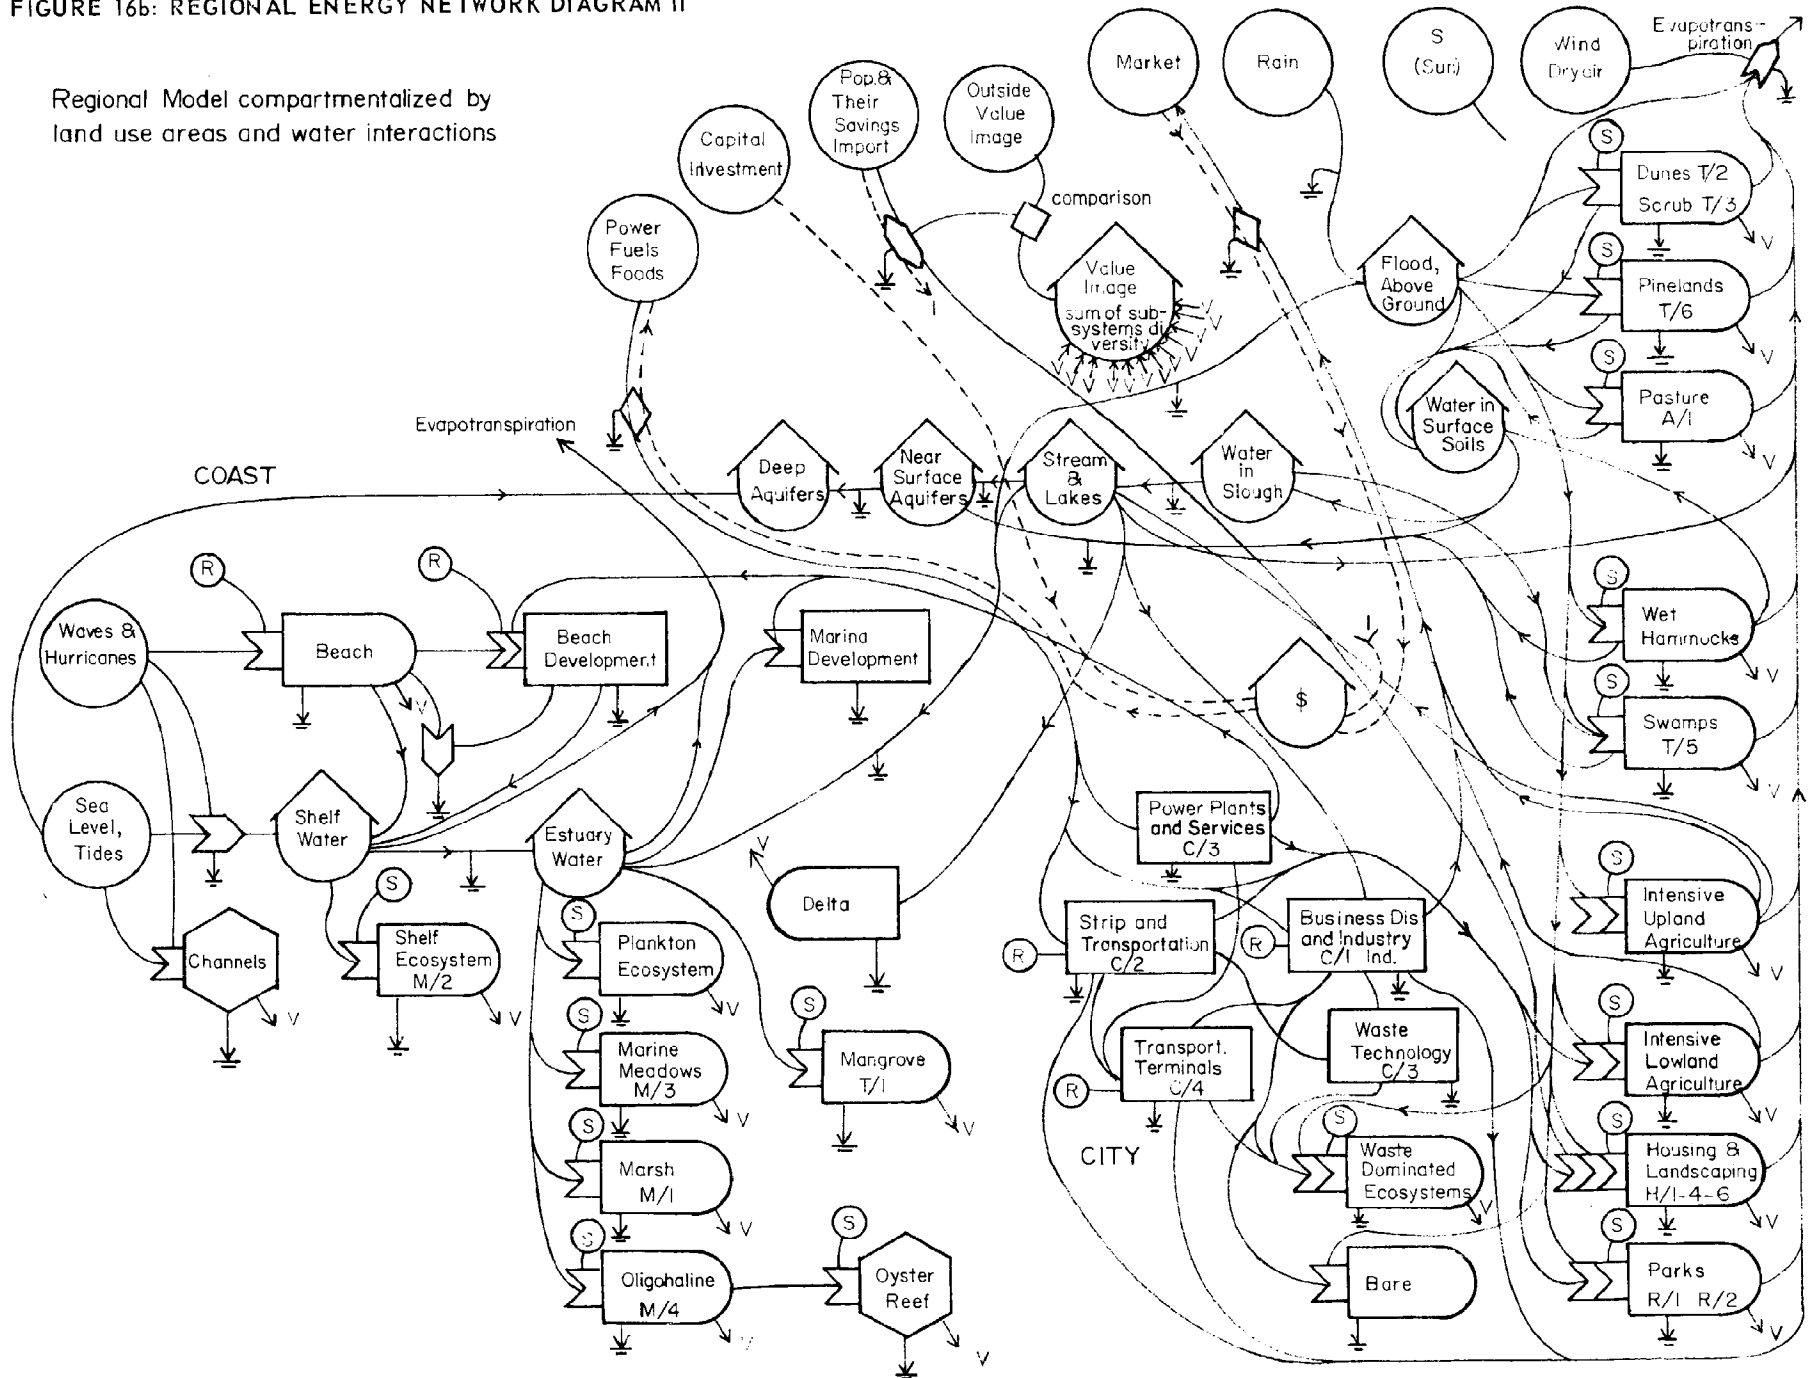 FIGURE 16b: REGIONAL ENERGY NETWORK DIAGRAM II
Regional Model compartmentalized by
land use areas and water interactions
Power
Fuels
Foods
Capital
Investment
Pop. &
Their
Savings
Import
Outside
Value
Image
comparison
Market
Rain
S
(Sun)
Wind
Dry air
Evapotrans-
piration
Value
Image
sum of sub-
systems di
versity
V
Flood,
Above
Ground
Water in
Surface
Soils
S
Dunes T/2
Scrub T/3
V
S
Pinelands
T/6
V
S
Pasture
A/1
V
Evapotranspiration
COAST
Deep
Aquifers
Near
Surface
Aquifers
Stream
&
Lakes
Water
in
Slough
S
Wet
Hammocks
V
S
Swamps
T/5
V
Waves &
Hurricanes
R
Beach
V
R
Beach
Development
Marina
Development
$
Sea
Level,
Tides
Shelf
Water
Estuary
Water
Channels
V
S
Shelf
Ecosystem
M/2
V
S
Plankton
Ecosystem
V
S
Marine
Meadows
M/3
V
S
Marsh
M/1
V
S
Oligohaline
M/4
V
S
Oyster
Reef
V
V
Delta
S
Mangrove
T/1
V
Power Plants
and Services
C/3
R
Strip and
Transportation
C/2
R
Business Dis
and Industry
C/1 Ind.
R
Transport.
Terminals
C/4
Waste
Technology
C/3
CITY
S
Waste
Dominated
Ecosystems
V
Bare
S
Intensive
Upland
Agriculture
V
S
Intensive
Lowland
Agriculture
V
S
Housing &
Landscaping
H/1-4-6
V
S
Parks
R/1 R/2
V